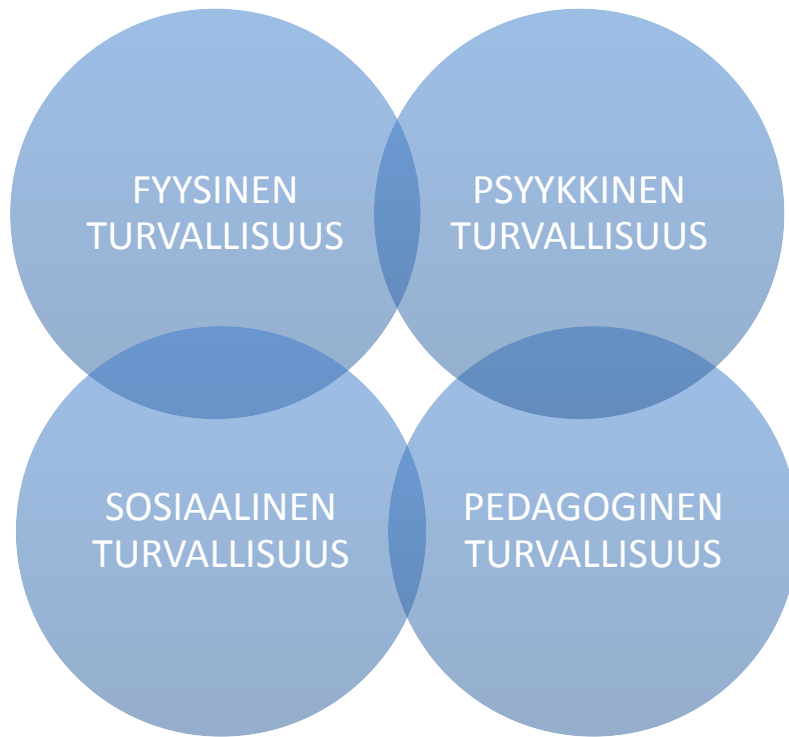 FYYSINEN
TURVALLISUUS
PSYYKKINEN
TURVALLISUUS
SOSIAALINEN
TURVALLISUUS
PEDAGOGINEN
TURVALLISUUS